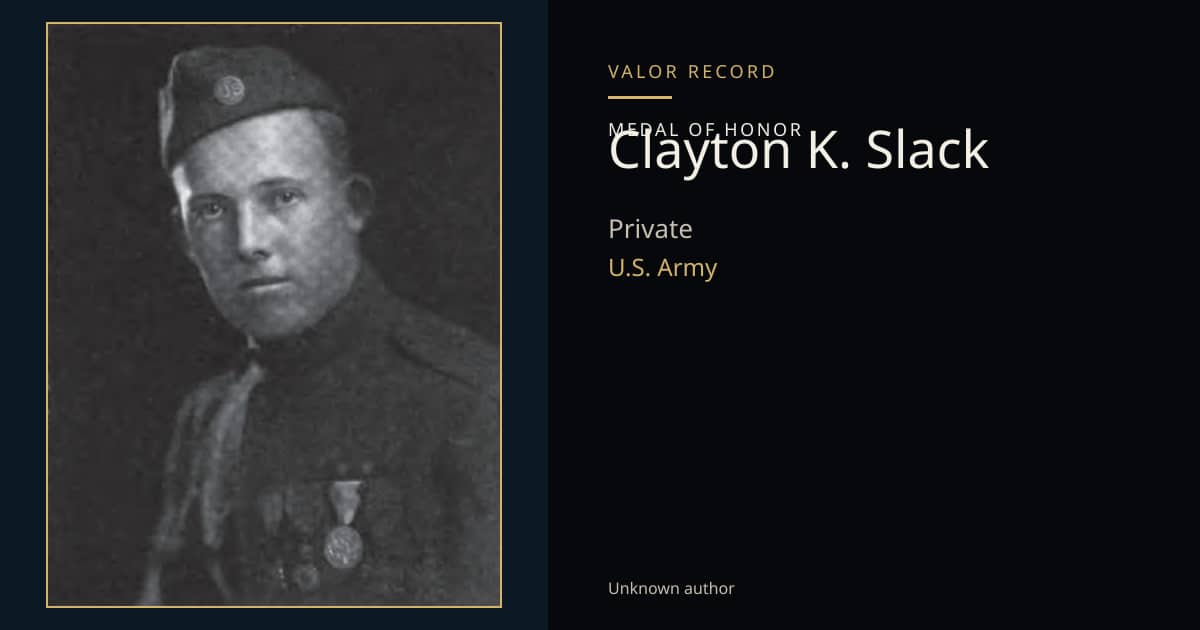 VALOR RECORD
MEDAL OF HONOR
Clayton K. Slack
Private
U.S. Army
Unknown author